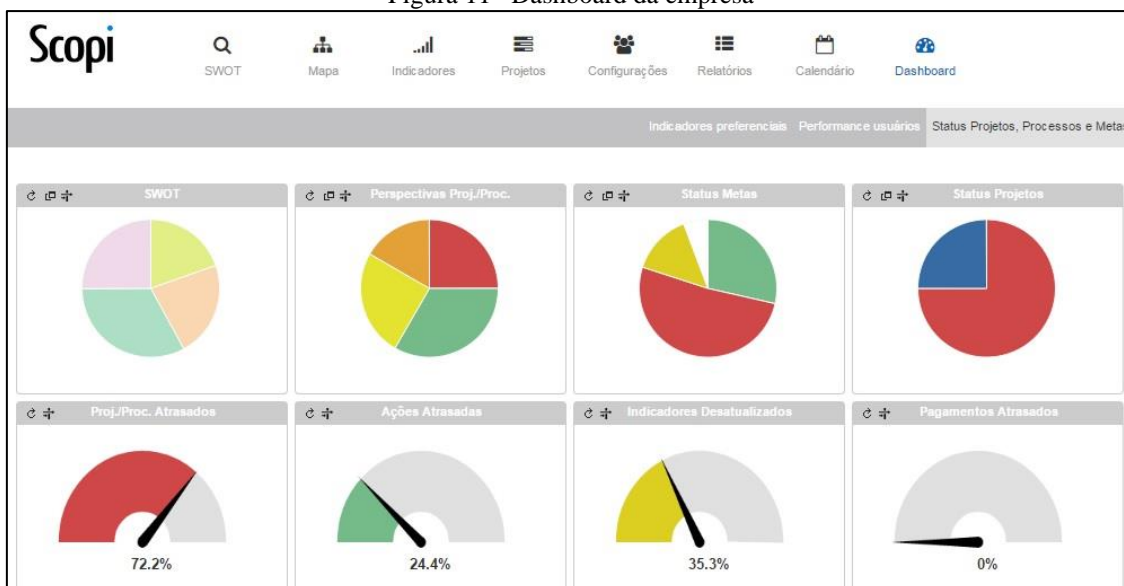 Figura 11 - Dashboard da empresa
Scopi
SWOT
Mapa
Indicadores
Projetos
Configurações
Relatórios
Calendário
Dashboard
Indicadores preferenciais Performance usuários Status Projetos, Processos e Metas
SWOT
Perspectivas Proj./Proc.
Status Metas
Status Projetos
Proj./Proc. Atrasados
Ações Atrasadas
Indicadores Desatualizados
Pagamentos Atrasados
72.2%
24.4%
35.3%
0%